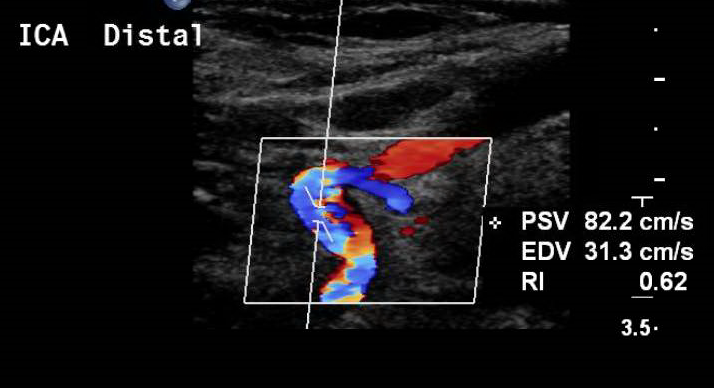 ICA Distal
PSV 82.2 cm/s
EDV 31.3 cm/s
RI 0.62
3.5